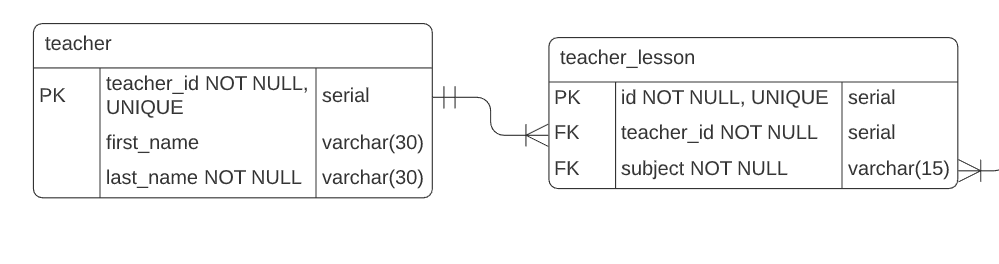 teacher
PK
teacher_id NOT NULL,
UNIQUE
serial
first_name
varchar(30)
last_name NOT NULL
varchar(30)
teacher_lesson
PK
id NOT NULL, UNIQUE
serial
FK
teacher_id NOT NULL
serial
FK
subject NOT NULL
varchar(15)